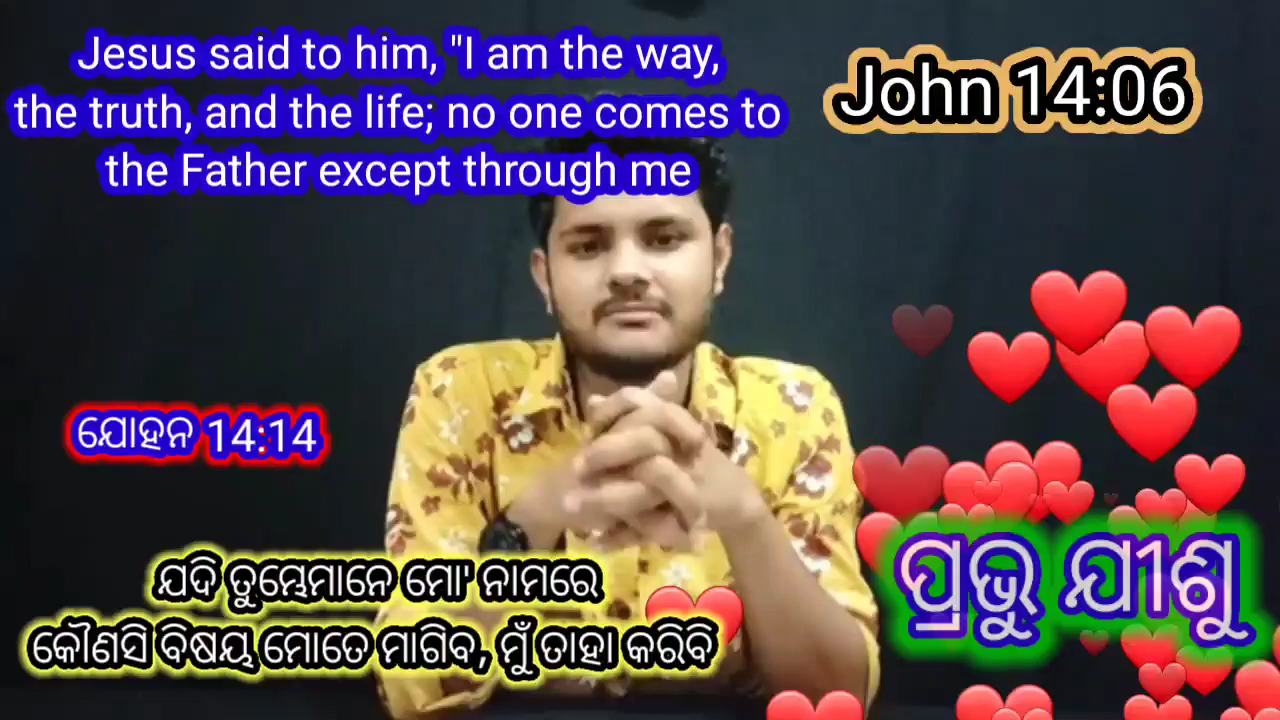 Jesus said to him, "I am the way,
the truth, and the life; no one comes to
the Father except through me
John 14:06
ଯୋହନ 14:14
ଯଦି ତୁମ୍ଭେମାନେ ମୋ' ନାମରେ
କୌଣସି ବିଷୟ ମୋତେ ମାଗିବ, ମୁଁ ତାହା କରିବି
ପ୍ରଭୁ ଯୀଶୁ